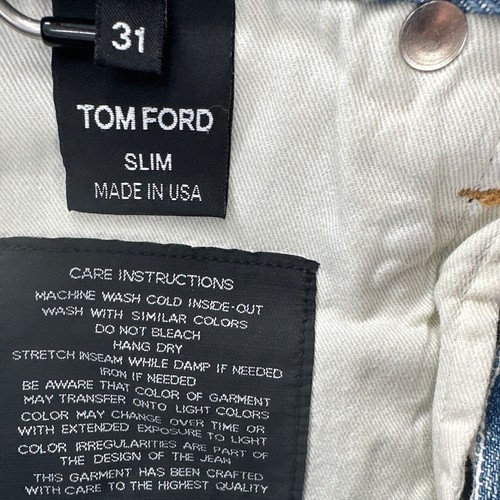 31
TOM FORD
SLIM
MADE IN USA
CARE INSTRUCTIONS
MACHINE WASH COLD INSIDE-OUT
WASH WITH SIMILAR COLORS
DO NOT BLEACH
HANG DRY
STRETCH INSEAM WHILE DAMP IF NEEDED
IRON IF NEEDED
BE AWARE THAT COLOR OF GARMENT
MAY TRANSFER ONTO LIGHT COLORS
COLOR MAY CHANGE OVER TIME OR
WITH EXTENDED EXPOSURE TO LIGHT
COLOR IRREGULARITIES ARE PART OF
THE DESIGN OF THE JEAN
THIS GARMENT HAS BEEN CRAFTED
WITH CARE TO THE HIGHEST QUALITY